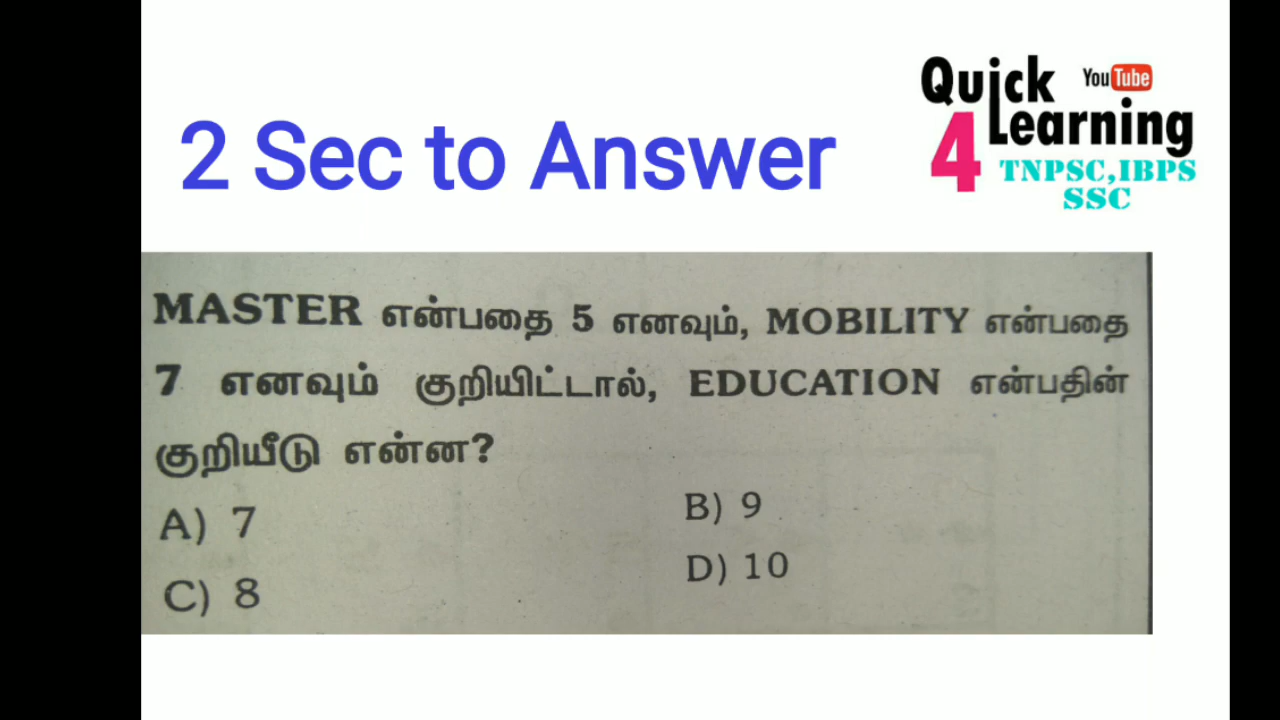 2 Sec to Answer
Quick YouTube
4 Learning
TNPSC,IBPS
SSC
MASTER என்பதை 5 எனவும், MOBILITY என்பதை
7 எனவும் குறியிட்டால், EDUCATION என்பதின்
குறியீடு என்ன?
A) 7 B) 9
C) 8 D) 10